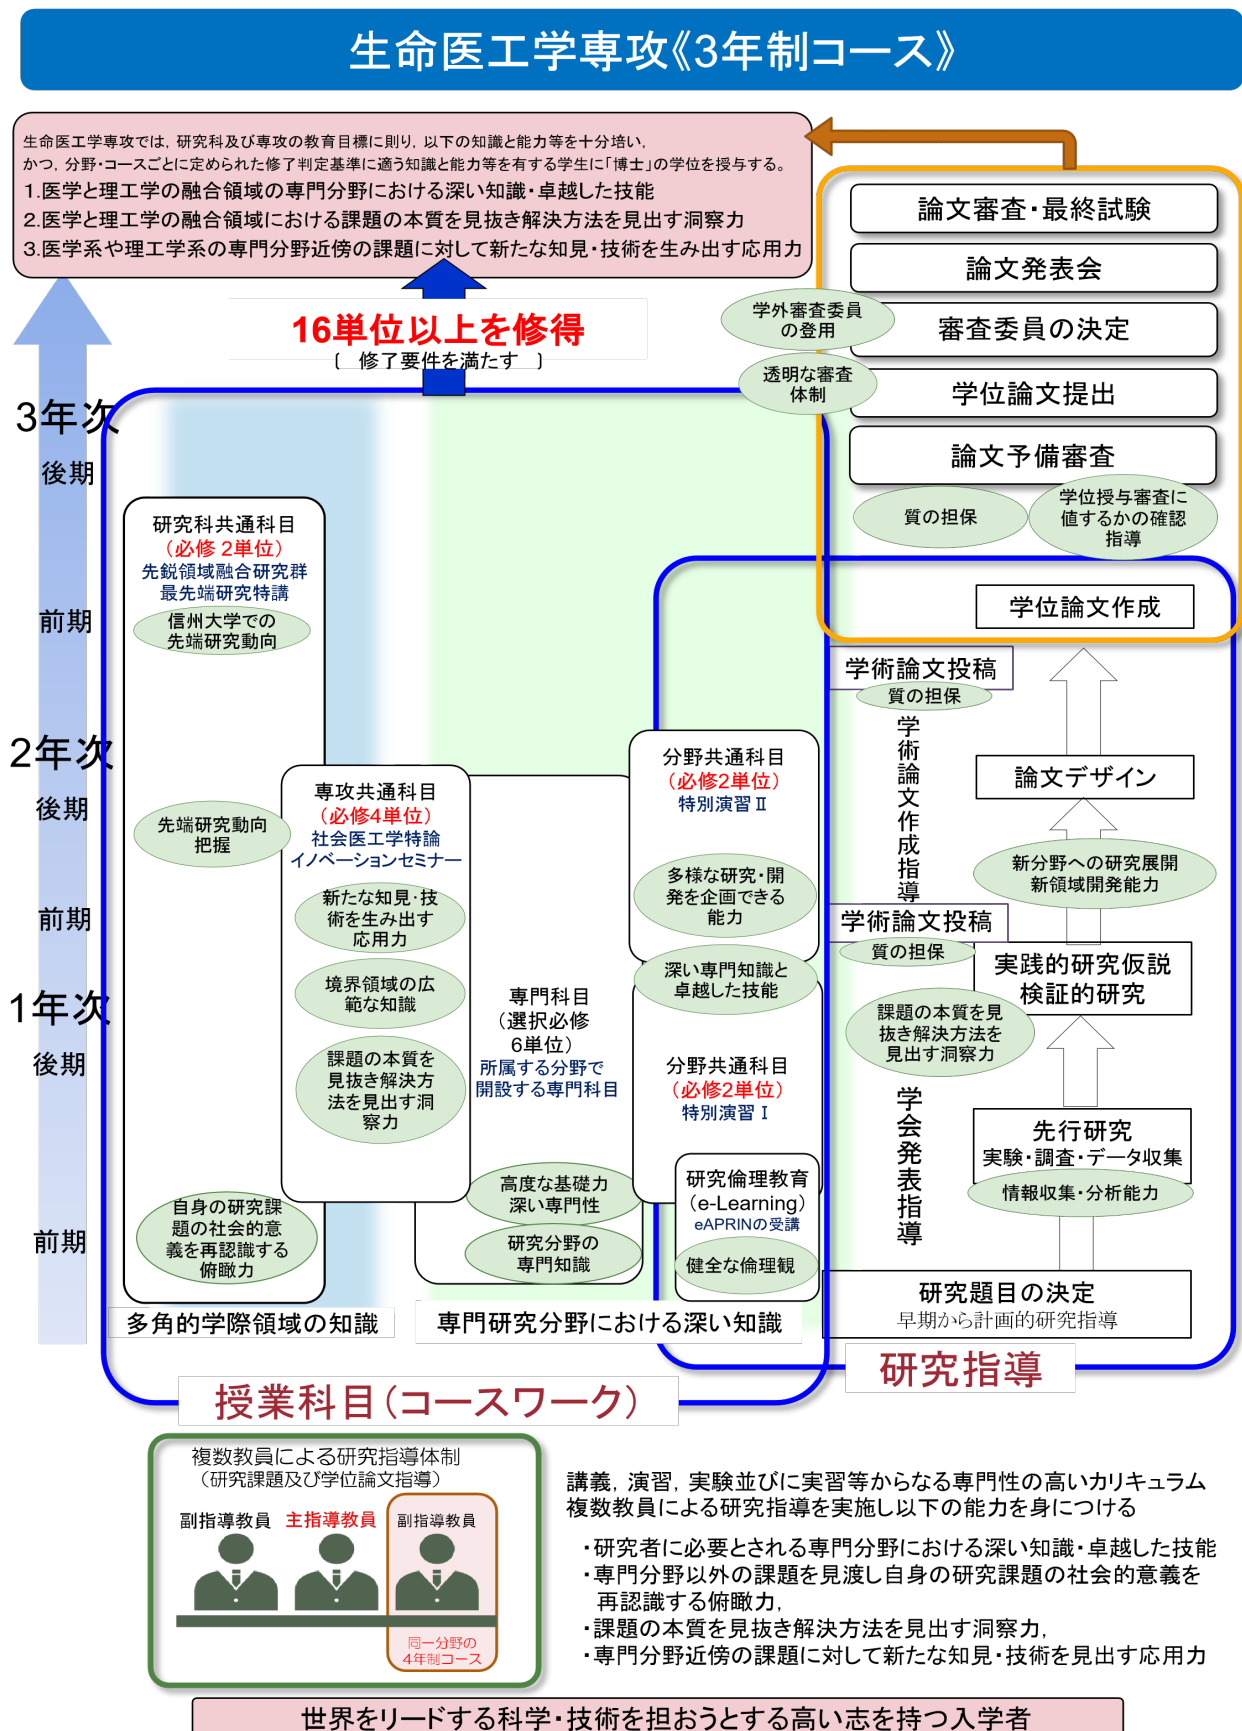 生命医工学専攻《3年制コース》
生命医工学専攻では，研究科及び専攻の教育目標に則り，以下の知識と能力等を十分培い，
かつ，分野・コースごとに定められた修了判定基準に適う知識と能力等を有する学生に「博士」の学位を授与する。
1.医学と理工学の融合領域の専門分野における深い知識・卓越した技能
2.医学と理工学の融合領域における課題の本質を見抜き解決方法を見出す洞察力
3.医学系や理工学系の専門分野近傍の課題に対して新たな知見・技術を生み出す応用力
論文審査・最終試験
論文発表会
審査委員の決定
学位論文提出
論文予備審査
学外審査委員
の登用
透明な審査
体制
質の担保
学位授与審査に
値するかの確認
指導
学位論文作成
16単位以上を修得
〔　修了要件を満たす　〕
3年次
後期
前期
2年次
後期
前期
1年次
後期
前期
研究科共通科目
（必修 2単位）
先鋭領域融合研究群
最先端研究特講
信州大学での
先端研究動向
先端研究動向
把握
自身の研究課
題の社会的意
義を再認識する
俯瞰力
専攻共通科目
（必修4単位）
社会医工学特論
イノベーションセミナー
新たな知見・技
術を生み出す
応用力
境界領域の広
範な知識
課題の本質を
見抜き解決方
法を見出す洞
察力
専門科目
（選択必修
6単位）
所属する分野で
開設する専門科目
高度な基礎力
深い専門性
研究分野の
専門知識
分野共通科目
（必修2単位）
特別演習Ⅱ
多様な研究・開
発を企画できる
能力
深い専門知識と
卓越した技能
分野共通科目
（必修2単位）
特別演習Ⅰ
研究倫理教育
（e-Learning）
eAPRINの受講
健全な倫理観
学術論文投稿
質の担保
学術論文作成指導
学術論文投稿
質の担保
論文デザイン
新分野への研究展開
新領域開発能力
実践的研究仮説
検証的研究
課題の本質を見
抜き解決方法を
見出す洞察力
学会発表指導
先行研究
実験・調査・データ収集
情報収集・分析能力
研究題目の決定
早期から計画的研究指導
多角的学際領域の知識
専門研究分野における深い知識
研究指導
授業科目（コースワーク）
複数教員による研究指導体制
（研究課題及び学位論文指導）
副指導教員
主指導教員
副指導教員
同一分野の
4年制コース
講義，演習，実験並びに実習等からなる専門性の高いカリキュラム
複数教員による研究指導を実施し以下の能力を身につける
・研究者に必要とされる専門分野における深い知識・卓越した技能
・専門分野以外の課題を見渡し自身の研究課題の社会的意義を
再認識する俯瞰力，
・課題の本質を見抜き解決方法を見出す洞察力，
・専門分野近傍の課題に対して新たな知見・技術を見出す応用力
世界をリードする科学・技術を担おうとする高い志を持つ入学者